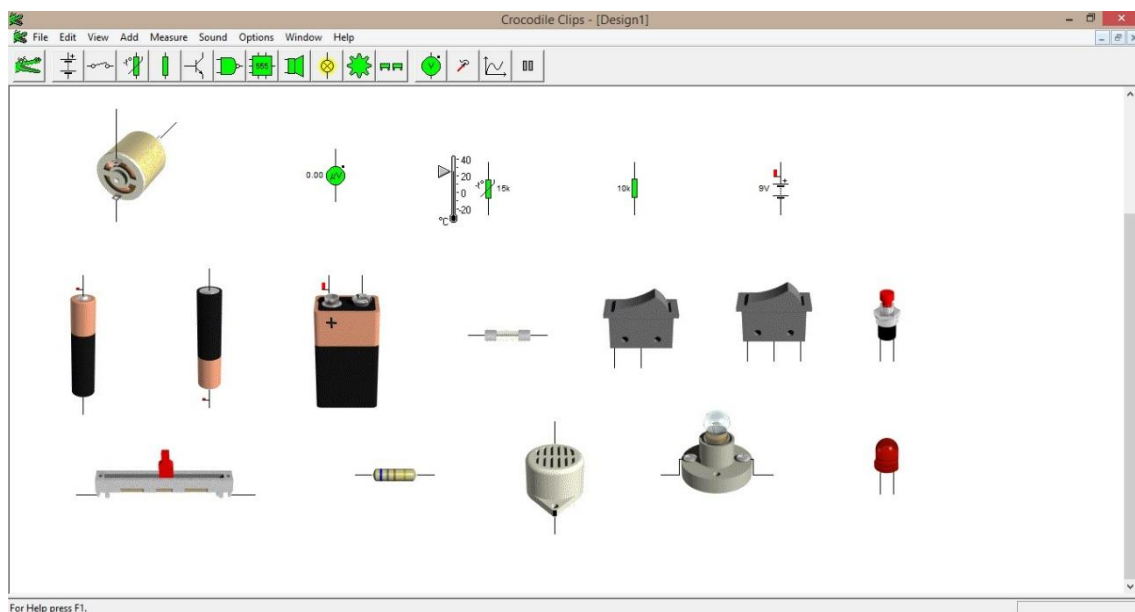 Crocodile Clips - [Design1]
File Edit View Add Measure Sound Options Window Help
555 V
0.00 µV
40
20
0
-20
°C
t°
15k
10k
9V
+
+
For Help press F1.